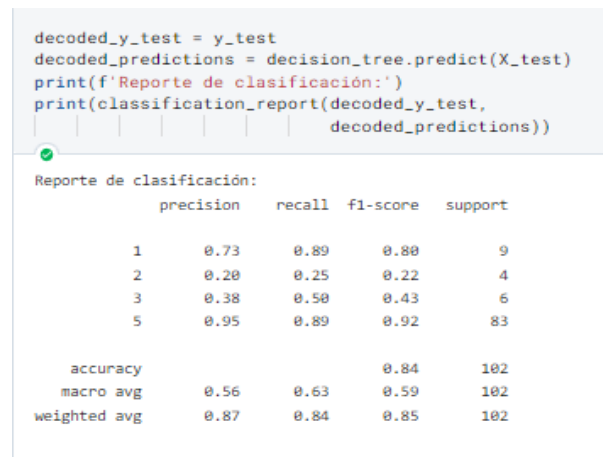 decoded_y_test = y_test
decoded_predictions = decision_tree.predict(X_test)
print(f'Reporte de clasificación:')
print(classification_report(decoded_y_test,
decoded_predictions))
Reporte de clasificación:
precision recall f1-score support
1 0.73 0.89 0.80 9
2 0.20 0.25 0.22 4
3 0.38 0.50 0.43 6
5 0.95 0.89 0.92 83
accuracy 0.84 102
macro avg 0.56 0.63 0.59 102
weighted avg 0.87 0.84 0.85 102